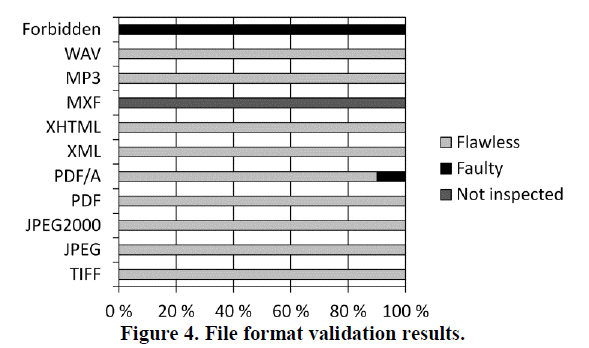 Forbidden
WAV
MP3
MXF
XHTML
XML
PDF/A
PDF
JPEG2000
JPEG
TIFF
0 % 20 % 40 % 60 % 80 % 100 %
Flawless
Faulty
Not inspected
Figure 4. File format validation results.